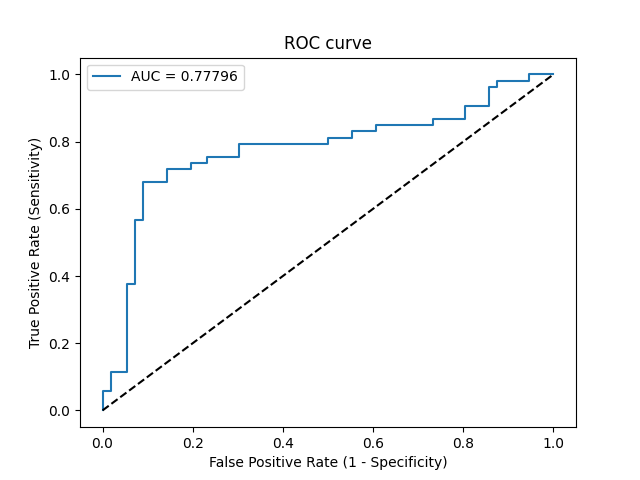 ROC curve
AUC = 0.77796
True Positive Rate (Sensitivity)
1.0
0.8
0.6
0.4
0.2
0.0
0.0 0.2 0.4 0.6 0.8 1.0
False Positive Rate (1 - Specificity)